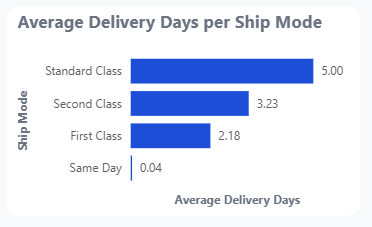 Average Delivery Days per Ship Mode
Ship Mode
Standard Class 5.00
Second Class 3.23
First Class 2.18
Same Day 0.04
Average Delivery Days